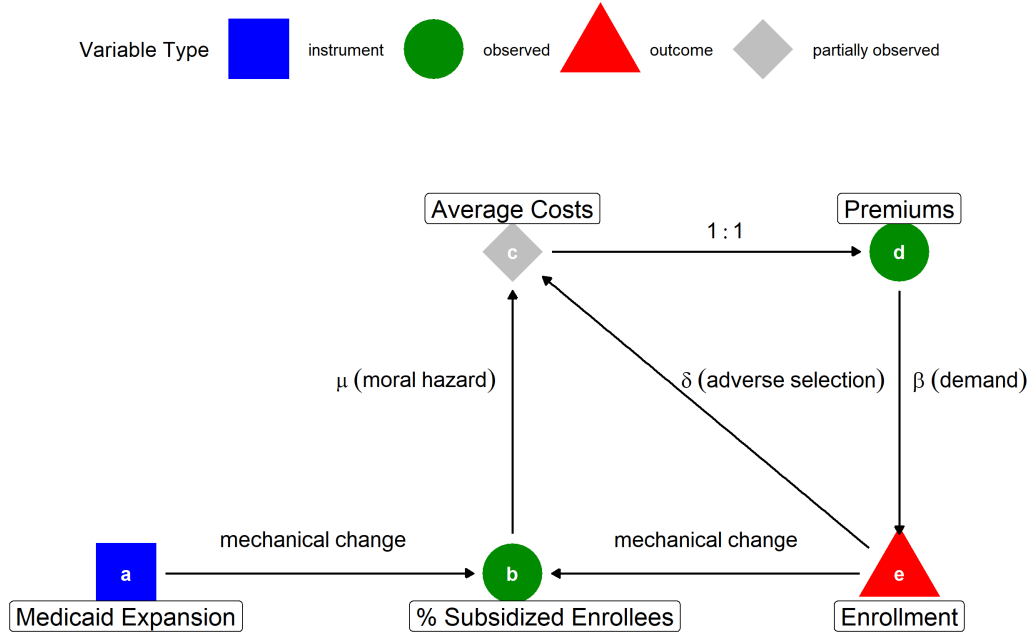 Variable Type instrument observed outcome partially observed
Average Costs Premiums
1 : 1
c d
μ (moral hazard) δ (adverse selection) β (demand)
mechanical change mechanical change
a b e
Medicaid Expansion % Subsidized Enrollees Enrollment